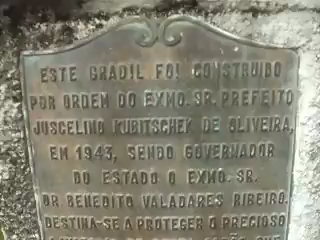 ESTE GRADIL FOI CONSTRUIDO
POR ORDEM DO EXMO. SR. PREFEITO
JUSCELINO KUBITSCHEK DE OLIVEIRA,
EM 1943, SENDO GOVERNADOR
DO ESTADO O EXMO. SR.
DR BENEDITO VALADARES RIBEIRO.
DESTINA-SE A PROTEGER O PRECIOSO